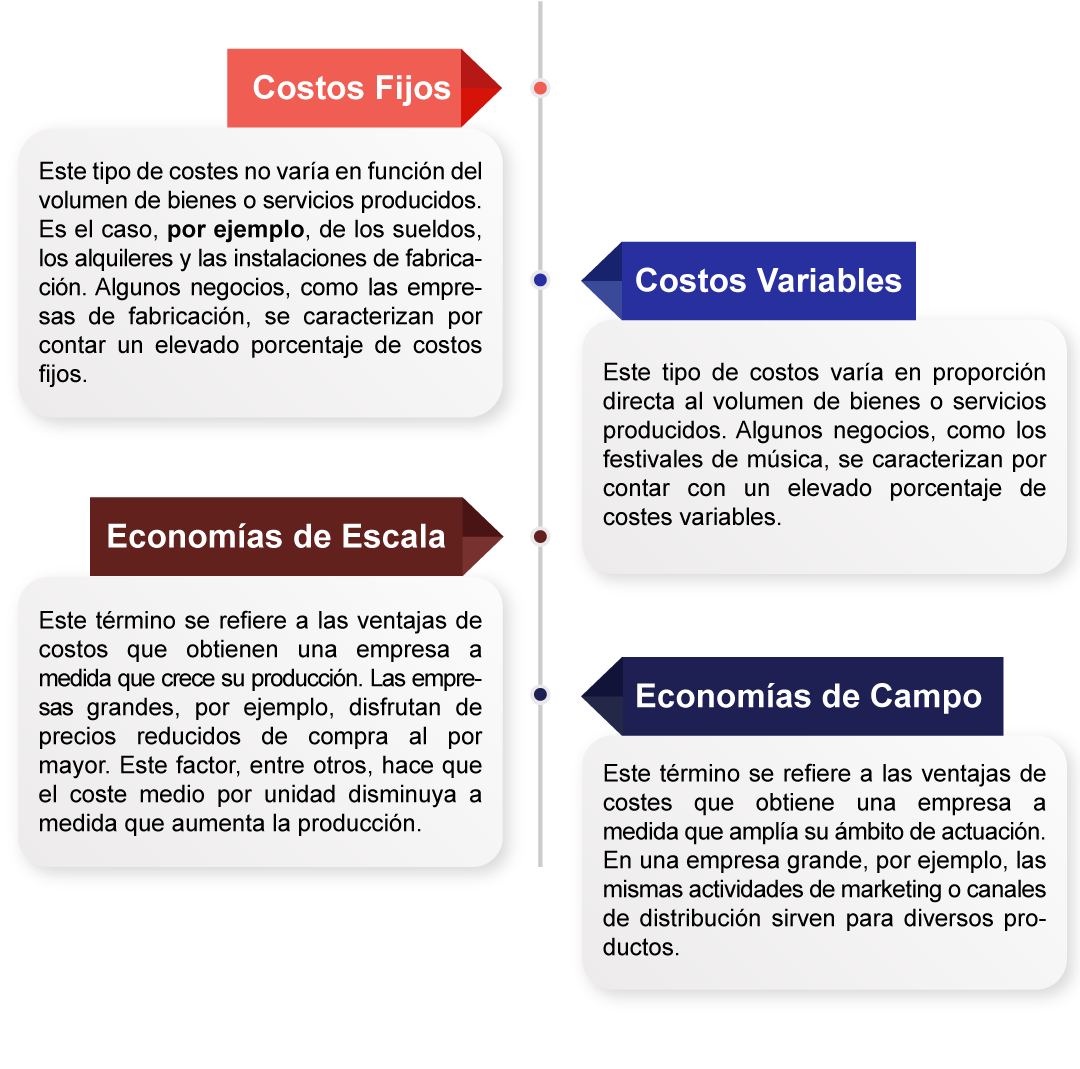 Costos Fijos
Este tipo de costes no varía en función del
volumen de bienes o servicios producidos.
Es el caso, por ejemplo, de los sueldos,
los alquileres y las instalaciones de fabrica-
ción. Algunos negocios, como las empre-
sas de fabricación, se caracterizan por
contar un elevado porcentaje de costos
fijos.
Costos Variables
Este tipo de costos varía en proporción
directa al volumen de bienes o servicios
producidos. Algunos negocios, como los
festivales de música, se caracterizan por
contar con un elevado porcentaje de
costes variables.
Economías de Escala
Este término se refiere a las ventajas de
costos que obtienen una empresa a
medida que crece su producción. Las empre-
sas grandes, por ejemplo, disfrutan de
precios reducidos de compra al por
mayor. Este factor, entre otros, hace que
el coste medio por unidad disminuya a
medida que aumenta la producción.
Economías de Campo
Este término se refiere a las ventajas de
costes que obtiene una empresa a
medida que amplía su ámbito de actuación.
En una empresa grande, por ejemplo, las
mismas actividades de marketing o canales
de distribución sirven para diversos pro-
ductos.